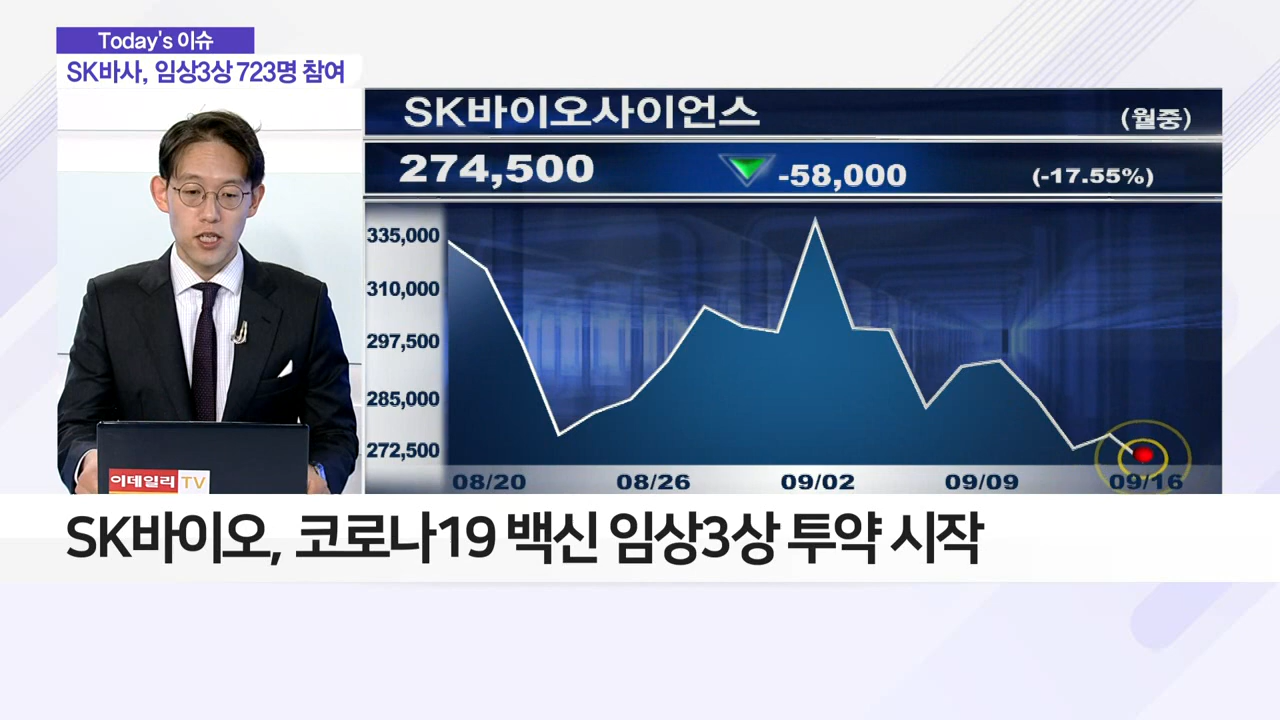 Today's 이슈
SK바사, 임상3상 723명 참여
SK바이오사이언스 (월중)
274,500 -58,000 (-17.55%)
335,000
310,000
297,500
285,000
272,500
08/20 08/26 09/02 09/09 09/16
이데일리 TV
SK바이오, 코로나19 백신 임상3상 투약 시작